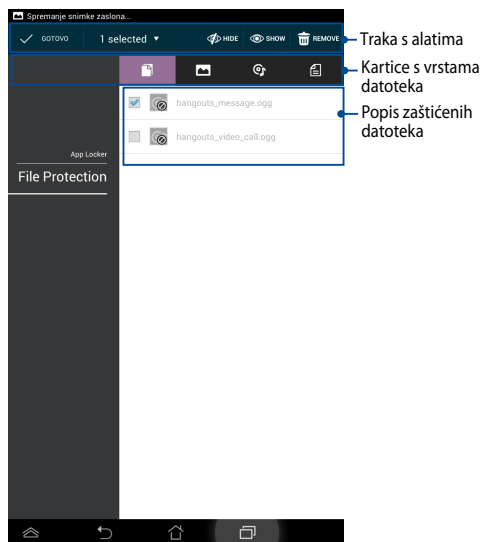 Spremanje snimke zaslona...
GOTOVO 1 selected HIDE SHOW REMOVE
Traka s alatima
Kartice s vrstama
datoteka
hangouts_message.ogg
Popis zaštićenih
datoteka
hangouts_video_call.ogg
App Locker
File Protection